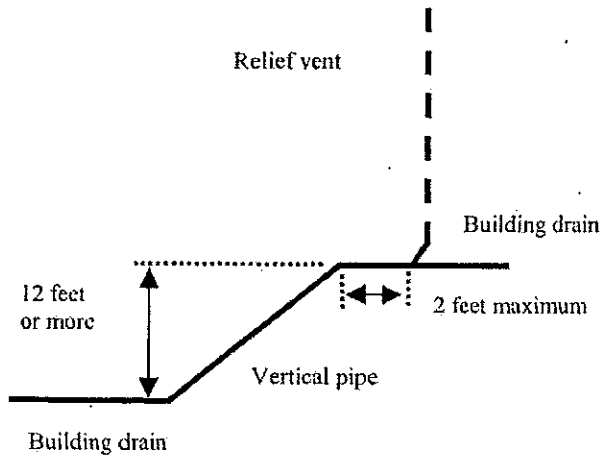 Relief vent
Building drain
12 feet
or more
2 feet maximum
Vertical pipe
Building drain